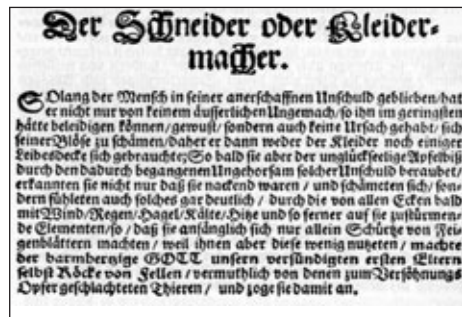 Der Schneider oder Kleider-
macher.
SOlang der Mensch in seiner anerschaffnen Unschuld geblieben/hat
er nicht nur von keinem äusserlichen Ungemach/so ihn im geringsten
hätte beleidigen können/gewust/sondern auch keine Ursach gehabt/sich
seiner Blöse zu schämen/daher er dann weder der Kleider noch einiger
Leibesdecke sich gebrauchte; So bald sie aber der unglückseelige Apfelbiß
durch den dadurch begangenen Ungehorsam solcher Unschuld beraubet/
erkannten sie nicht nur daß sie nackend waren / und schämeten sich/ son-
dern fühleten auch solches gar deutlich / durch die von allen Ecken bald
mit Wind/Regen/Hagel/Kälte/Hitze und so ferner auf sie zustürmen-
de Elementen/so / daß sie anfänglich sich nur allein Schürtze von Fei-
genblättern machten / weil ihnen aber diese wenig nutzeten / machte
der barmhertzige GOTT unsern versündigten ersten Eltern
selbst Röcke von Fellen / vermuthlich von denen zum Versöhnungs
Opfer geschlachteten Thieren / und zoge sie damit an.